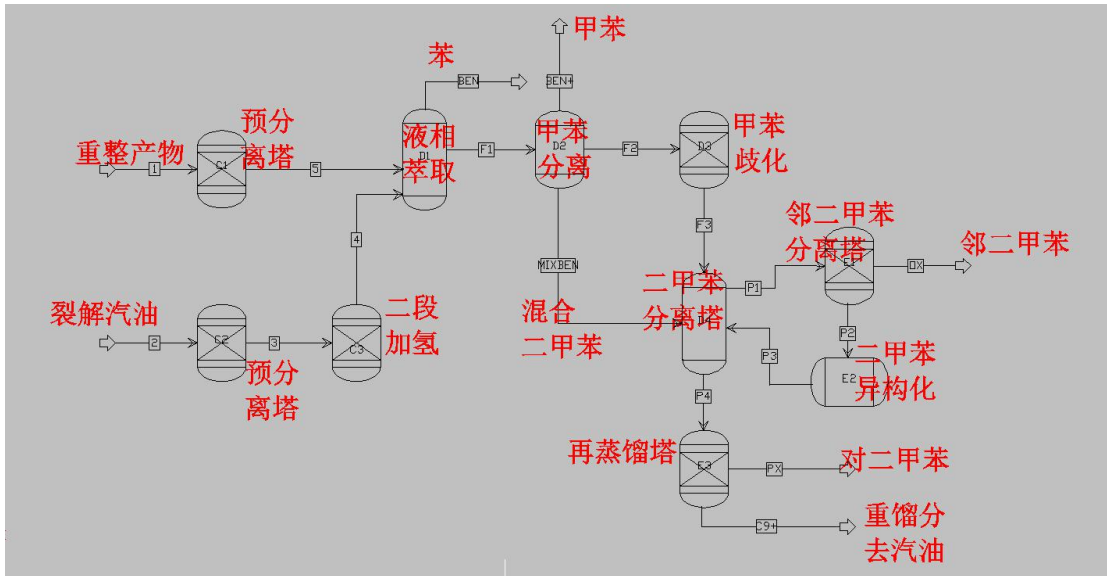 甲苯
苯
BEN
BEN+
预分
离塔
重整产物
1
C1
5
液相
萃取
D1
F1
甲苯
分离
D2
F2
甲苯
歧化
D3
4
F3
邻二甲苯
分离塔
邻二甲苯
OX
MIXBEN
混合
二甲苯
二甲苯
分离塔
P1
P2
P3
裂解汽油
2
C2
3
预分
离塔
二段
加氢
C3
二甲苯
异构化
E2
P4
再蒸馏塔
E3
PX
对二甲苯
C9+
重馏分
去汽油